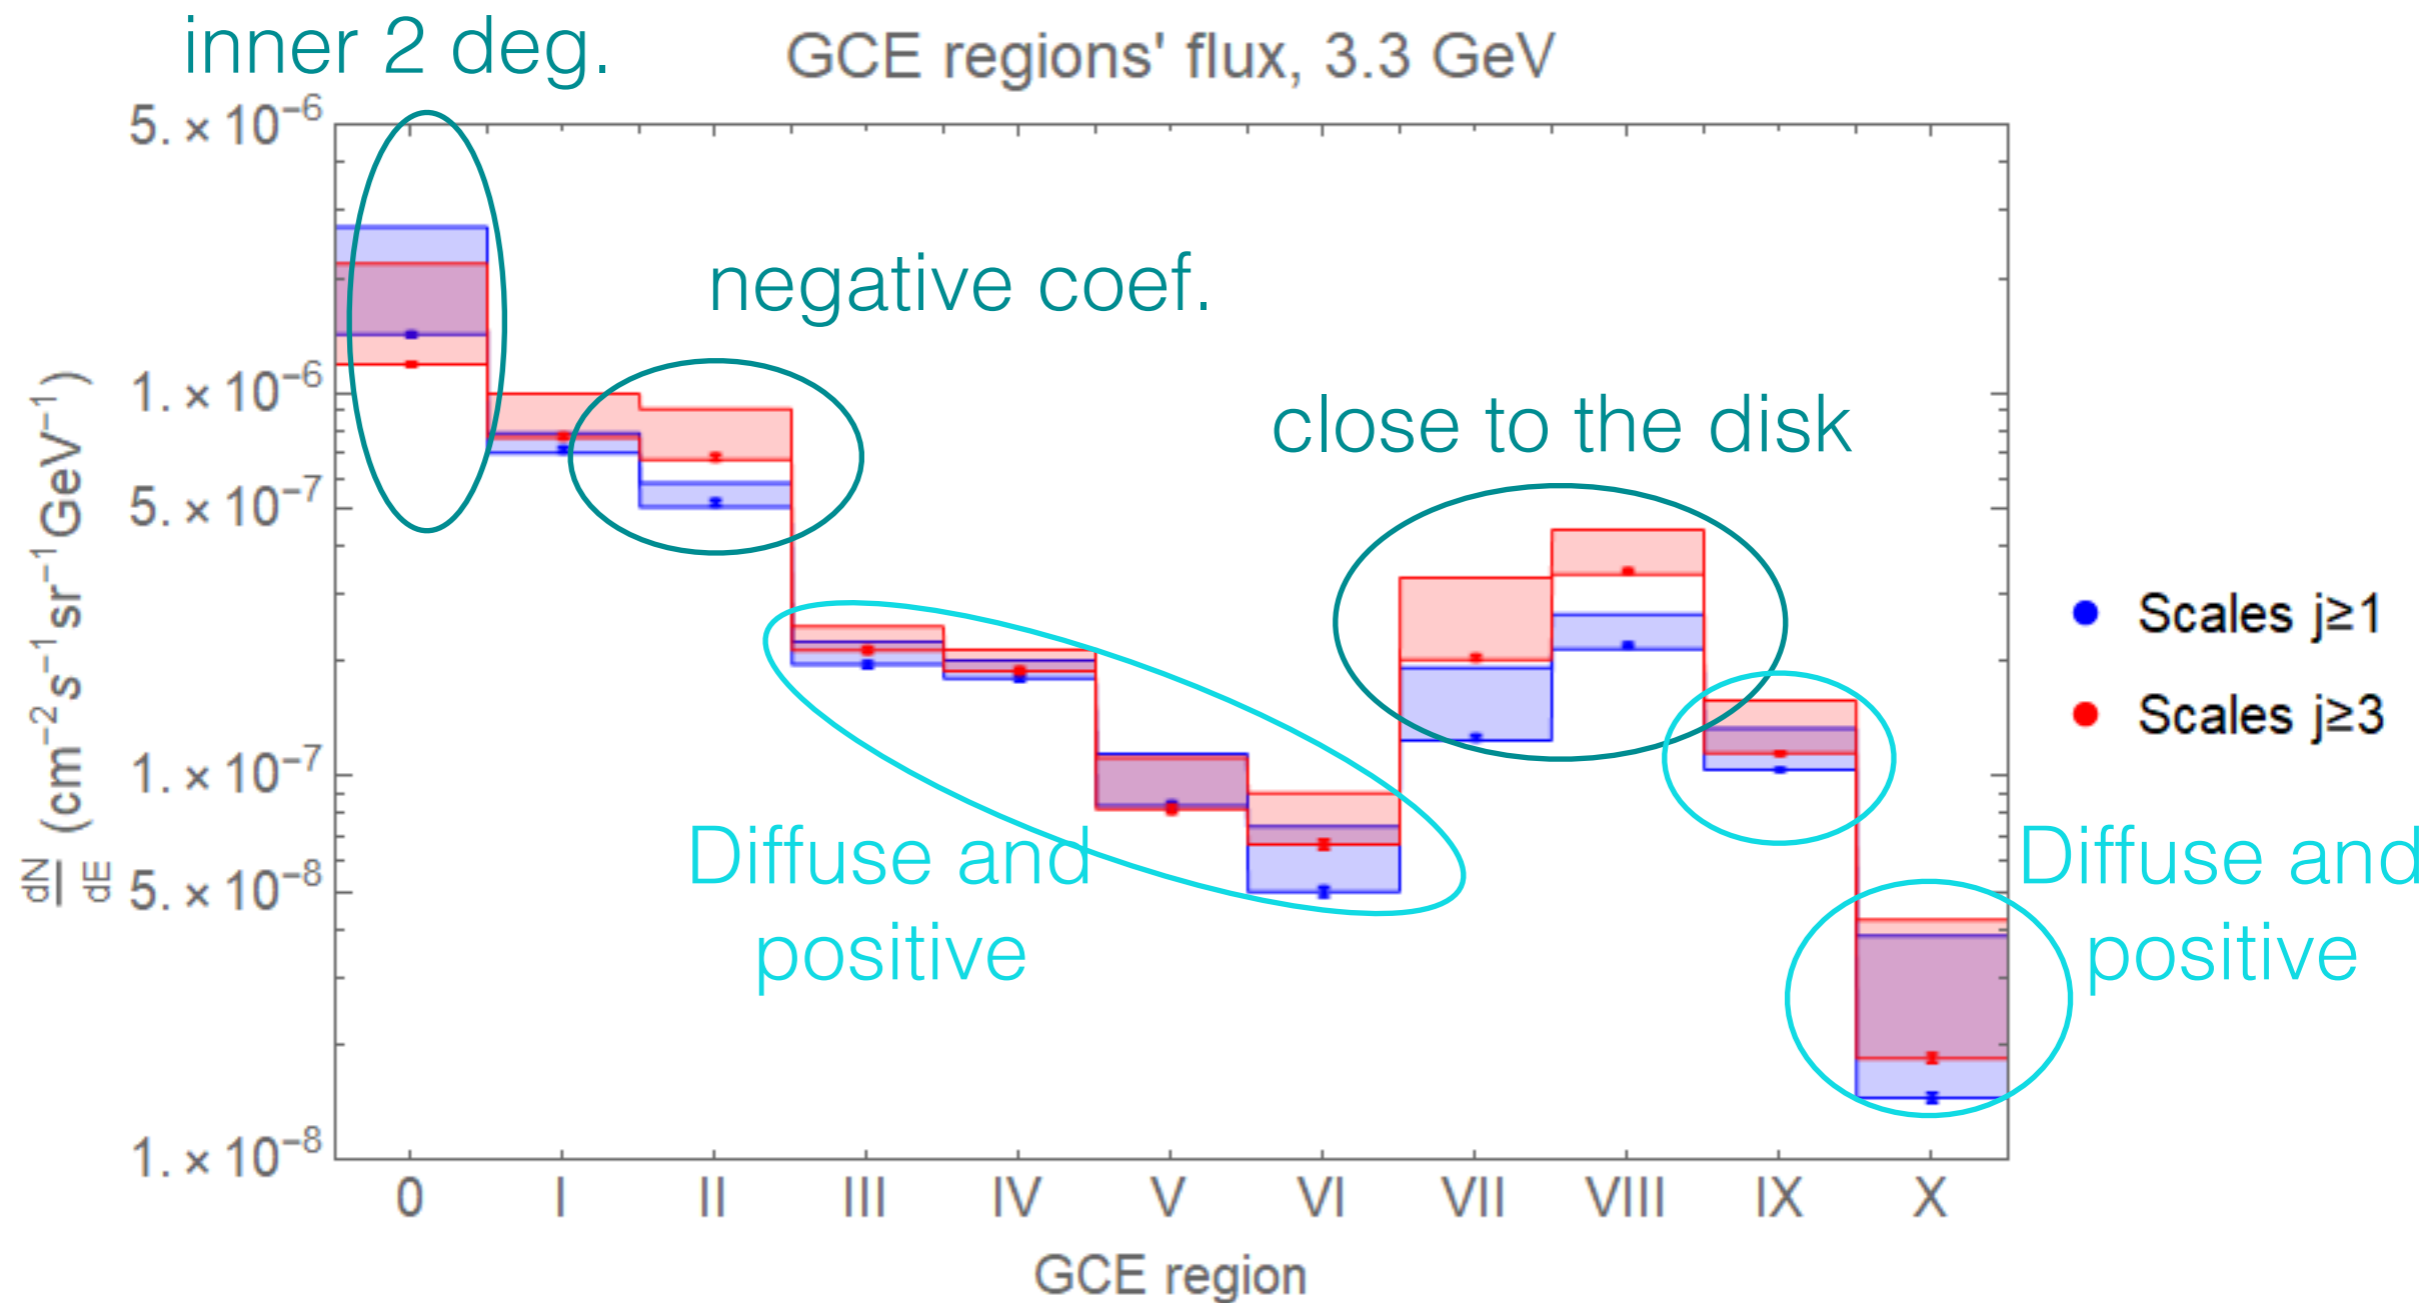 inner 2 deg.
GCE regions' flux, 3.3 GeV
5. × 10⁻⁶
negative coef.
1. × 10⁻⁶
close to the disk
5. × 10⁻⁷
dN/dE (cm⁻²s⁻¹sr⁻¹GeV⁻¹)
Scales j≥1
Scales j≥3
1. × 10⁻⁷
Diffuse and
positive
Diffuse and
positive
5. × 10⁻⁸
1. × 10⁻⁸
0 I II III IV V VI VII VIII IX X
GCE region